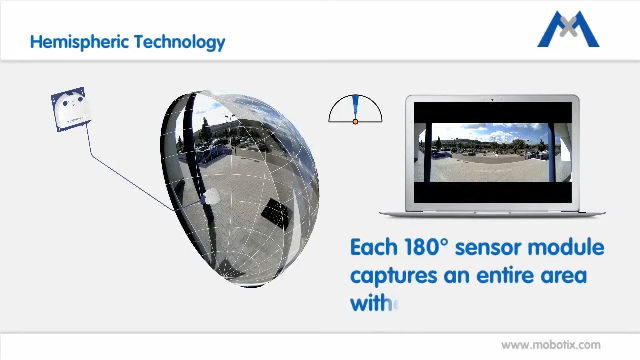 Hemispheric Technology
Each 180° sensor module
captures an entire area
with
www.mobotix.com